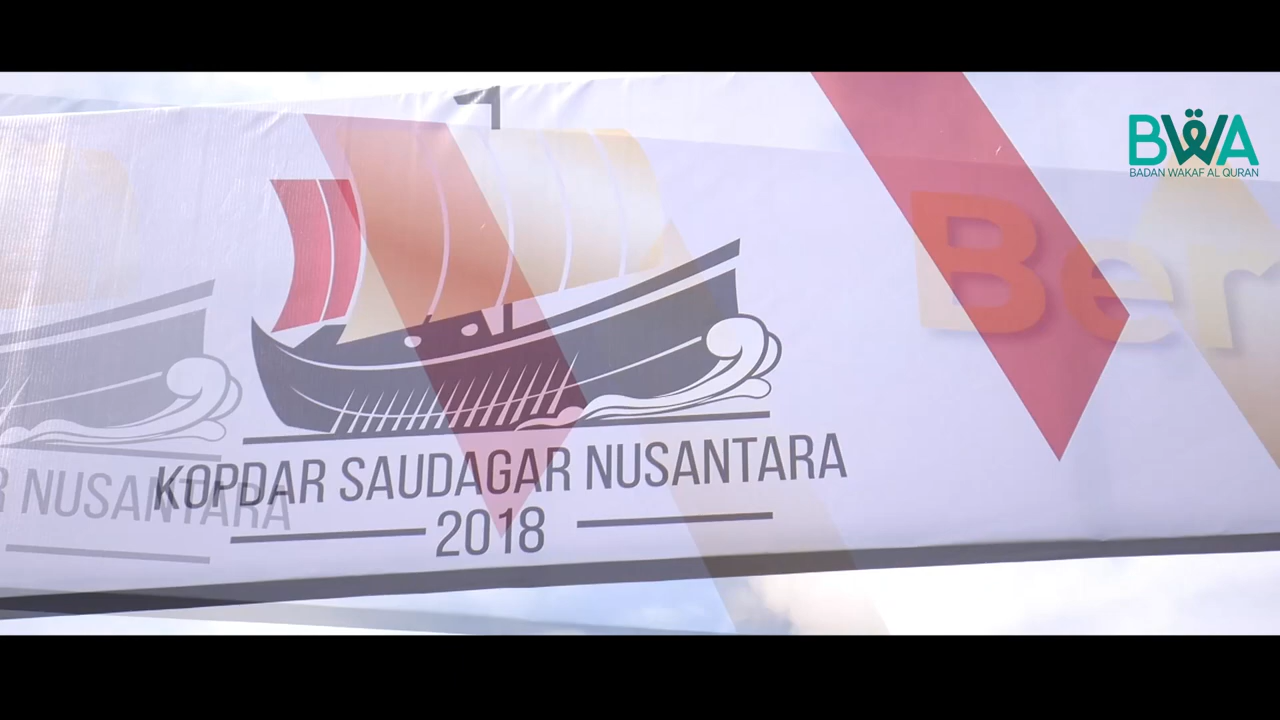 BWA
BADAN WAKAF AL QURAN
Ber
KOPDAR SAUDAGAR NUSANTARA
2018
R NUSANTARA